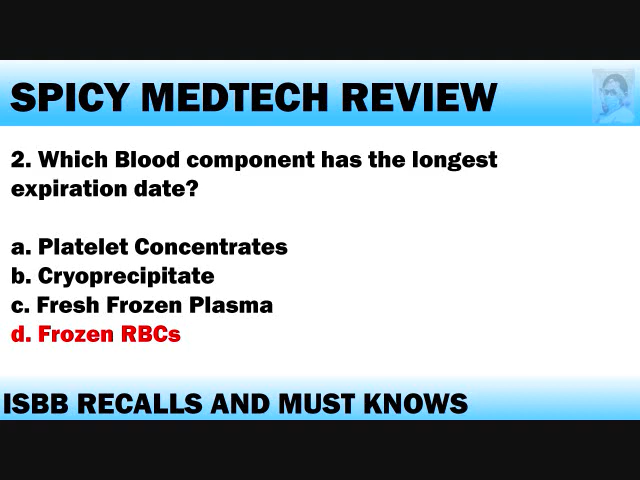 SPICY MEDTECH REVIEW
2. Which Blood component has the longest
expiration date?
a. Platelet Concentrates
b. Cryoprecipitate
c. Fresh Frozen Plasma
d. Frozen RBCs
ISBB RECALLS AND MUST KNOWS